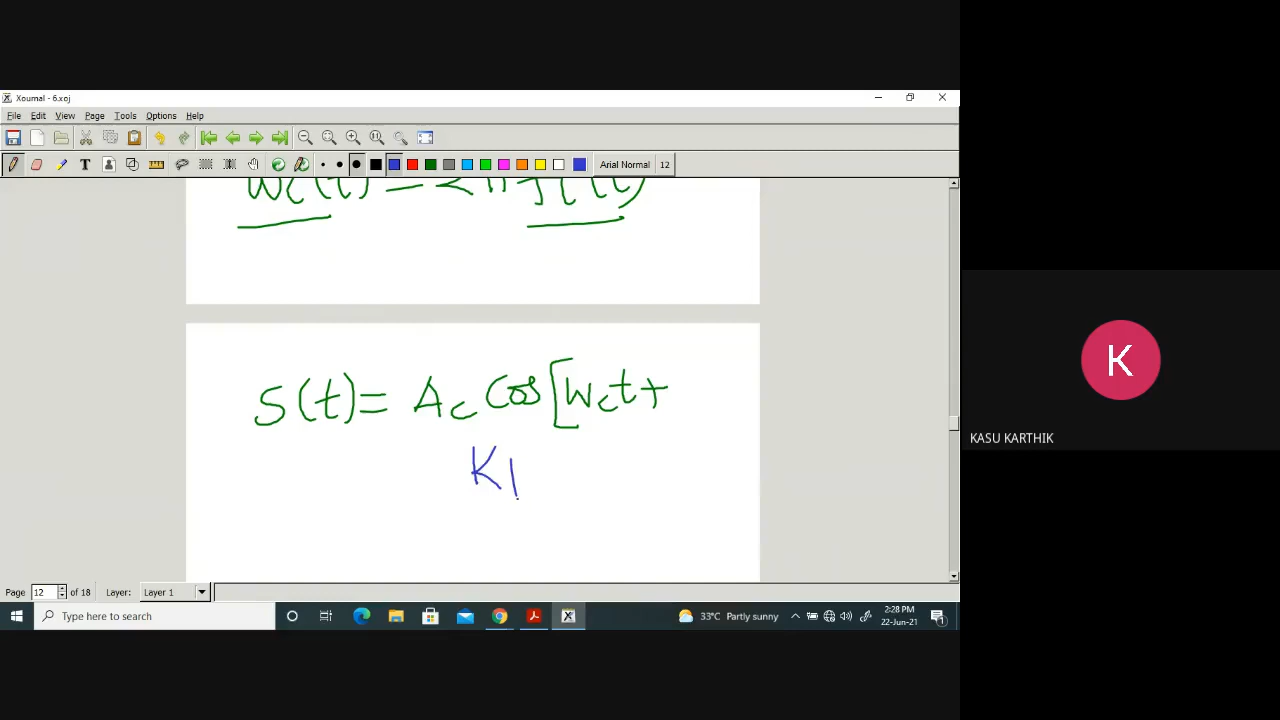 Xournal - 6.xoj
File Edit View Page Tools Options Help
Arial Normal 12
S(t) = Ac Cos[Wct+
K
K
KASU KARTHIK
Page 12 of 18 Layer: Layer 1
Type here to search
33°C Partly sunny
2:28 PM
22-Jun-21
1